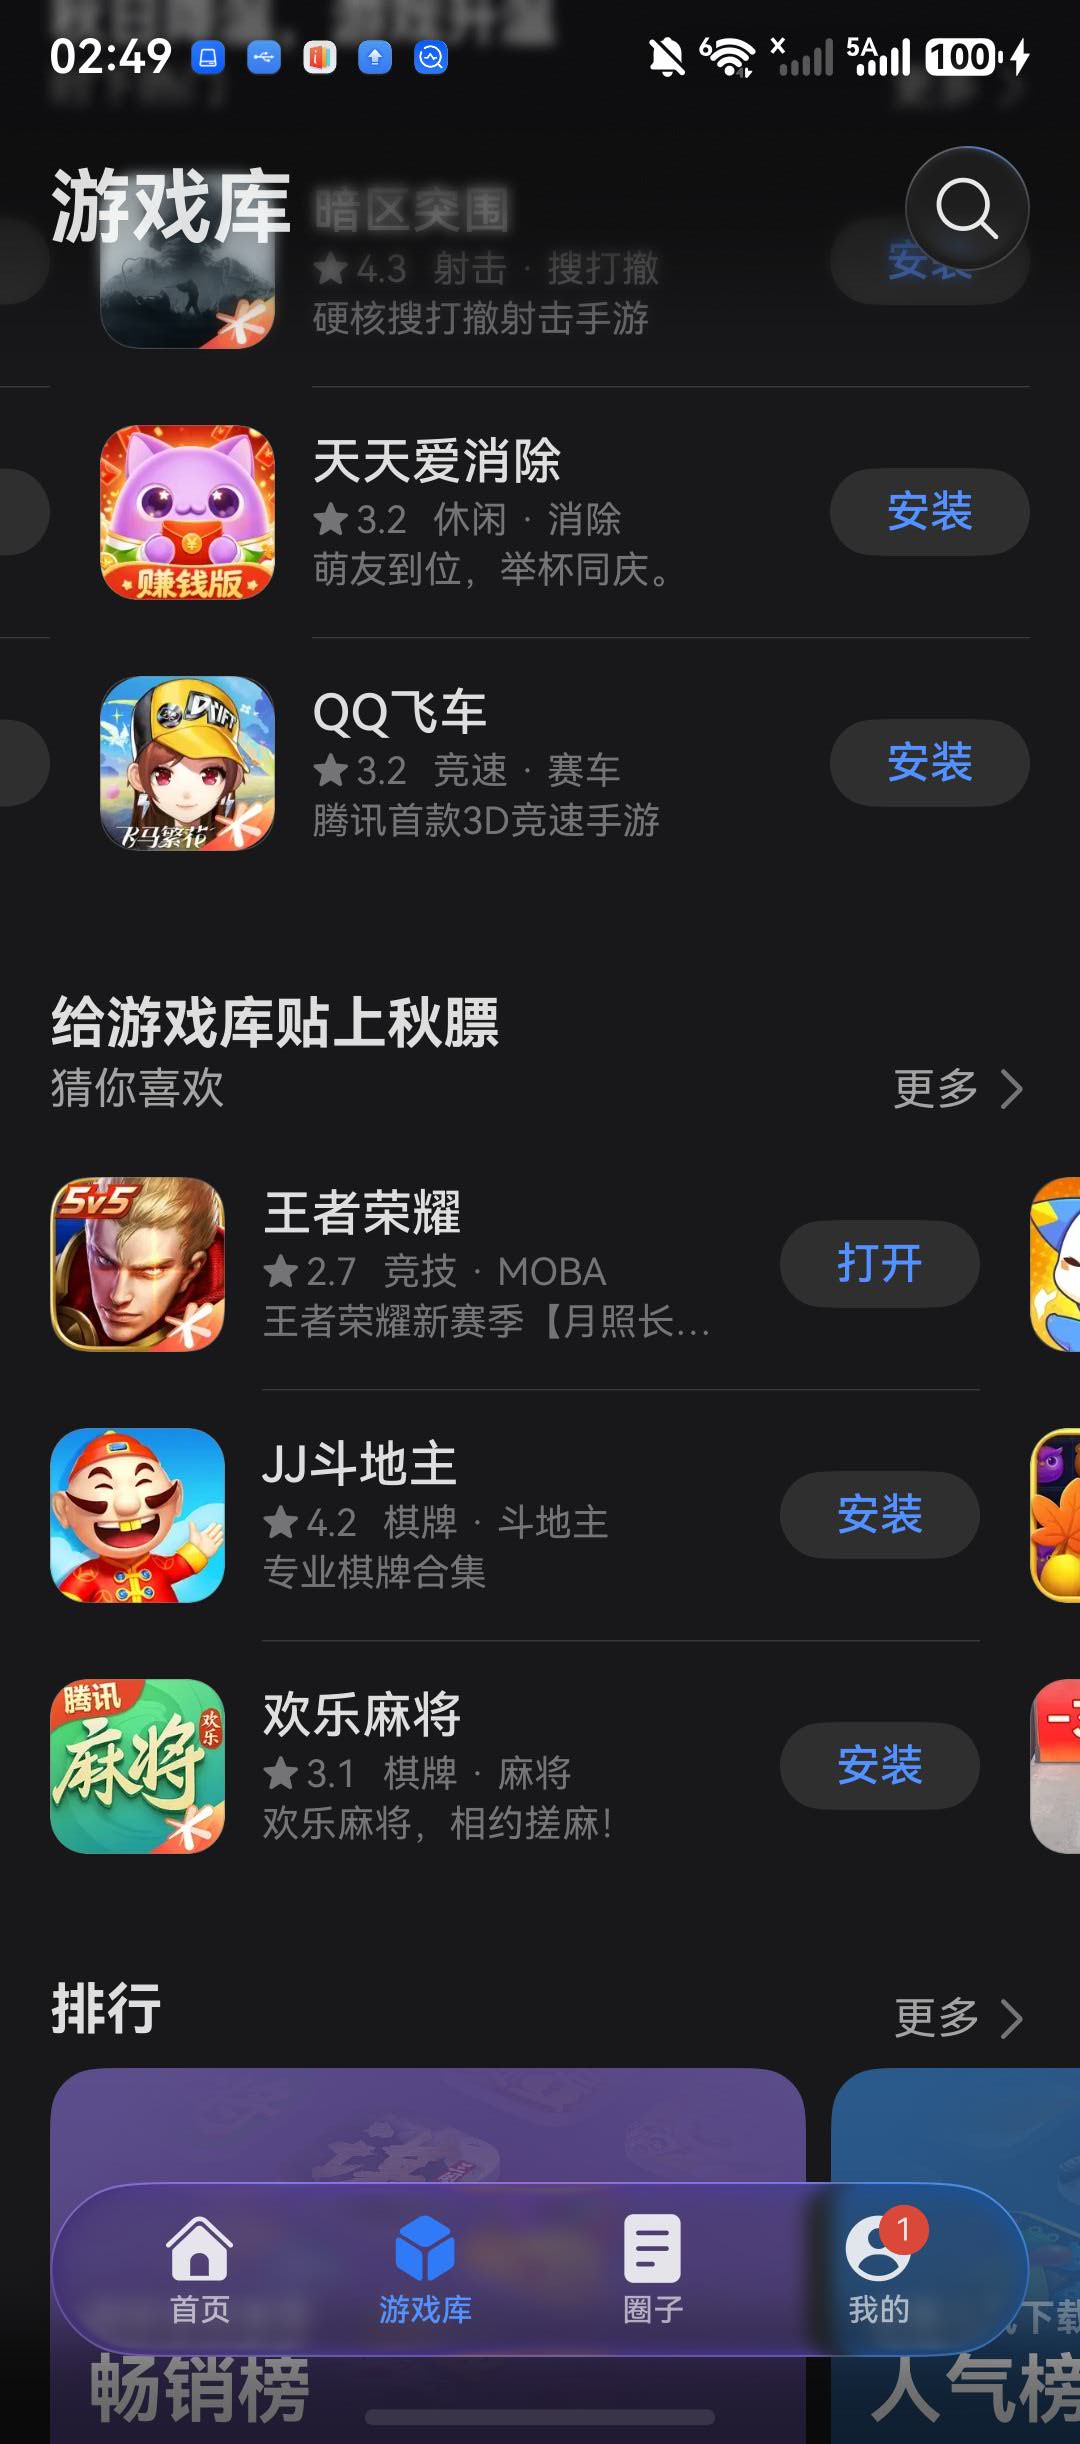 02:49
6
5A
100
游戏库
暗区突围
4.3 射击 · 搜打撤
安装
硬核搜打撤射击手游
天天爱消除
3.2 休闲 · 消除
安装
萌友到位，举杯同庆。
赚钱版
QQ飞车
3.2 竞速 · 赛车
安装
腾讯首款3D竞速手游
DRIFT
飞马繁花
给游戏库贴上秋膘
猜你喜欢
更多
5v5
王者荣耀
2.7 竞技 · MOBA
打开
王者荣耀新赛季【月照长...
JJ斗地主
4.2 棋牌 · 斗地主
安装
专业棋牌合集
腾讯
欢乐
麻将
欢乐麻将
3.1 棋牌 · 麻将
安装
欢乐麻将，相约搓麻！
排行
更多
1
首页
游戏库
圈子
我的
下载
畅销榜
人气榜